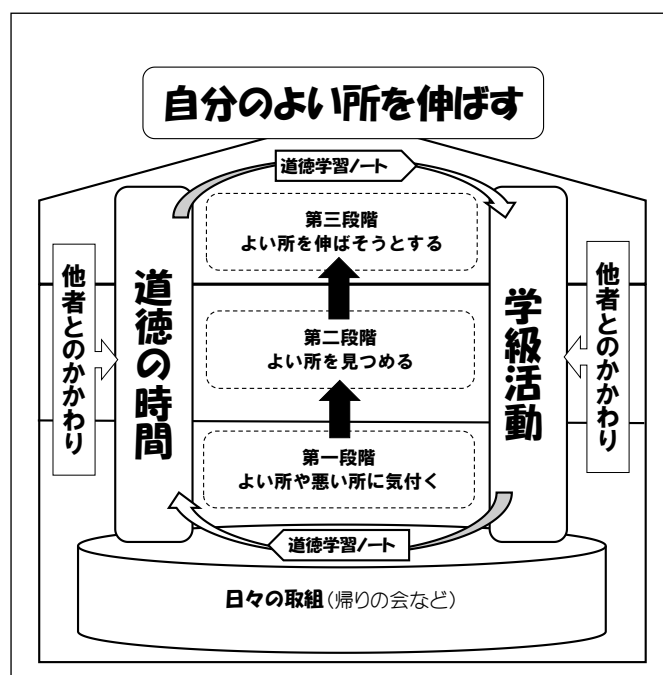 自分のよい所を伸ばす
道徳学習ノート
第三段階
よい所を伸ばそうとする
他者とのかかわり
道徳の時間
第二段階
よい所を見つめる
学級活動
他者とのかかわり
第一段階
よい所や悪い所に気付く
道徳学習ノート
日々の取組(帰りの会など)